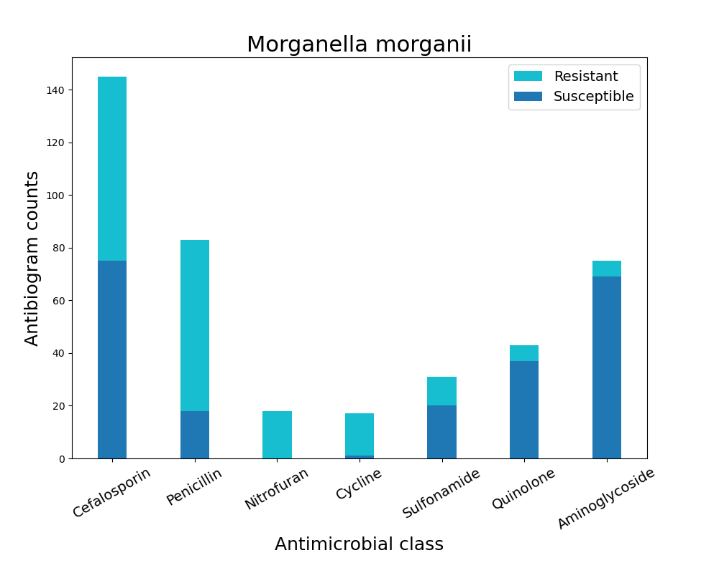 Morganella morganii
Resistant
Susceptible
Antibiogram counts
140
120
100
80
60
40
20
0
Cefalosporin
Penicillin
Nitrofuran
Cycline
Sulfonamide
Quinolone
Aminoglycoside
Antimicrobial class